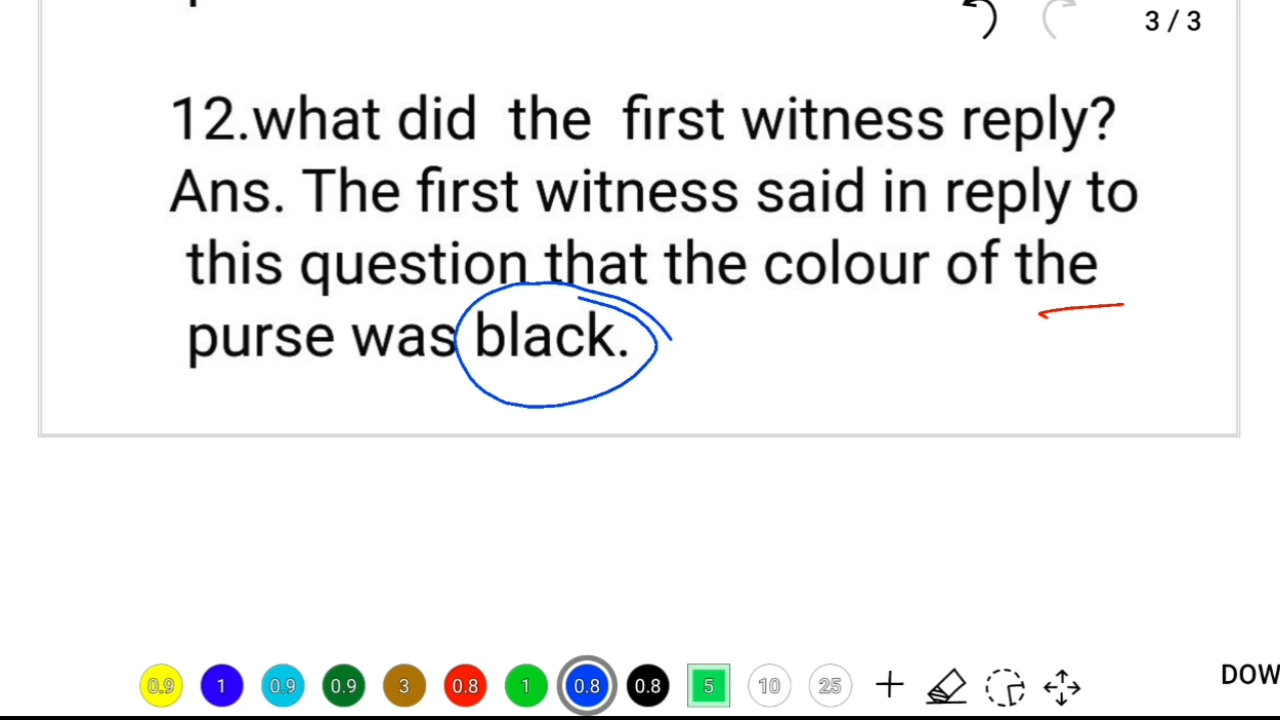 3 / 3
12.what did the first witness reply?
Ans. The first witness said in reply to
this question that the colour of the
purse was black.
0.9 1 0.9 0.9 3 0.8 1 0.8 0.8 5 10 25
DOW